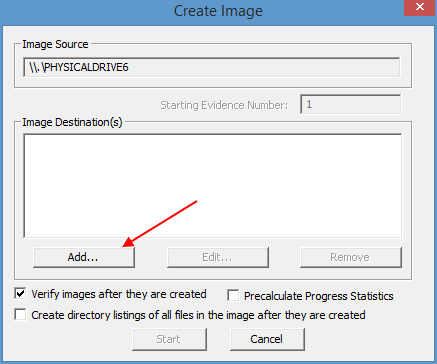 Create Image
Image Source
\\.\PHYSICALDRIVE6
Starting Evidence Number: 1
Image Destination(s)
Add... Edit... Remove
Verify images after they are created Precalculate Progress Statistics
Create directory listings of all files in the image after they are created
Start Cancel